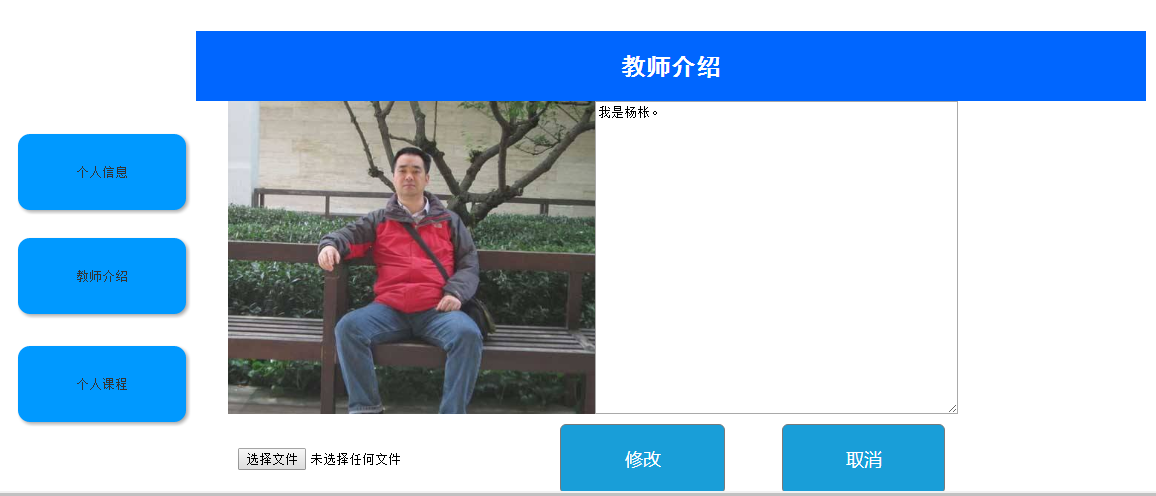 教师介绍
我是杨枨。
个人信息
教师介绍
个人课程
选择文件 未选择任何文件
修改
取消